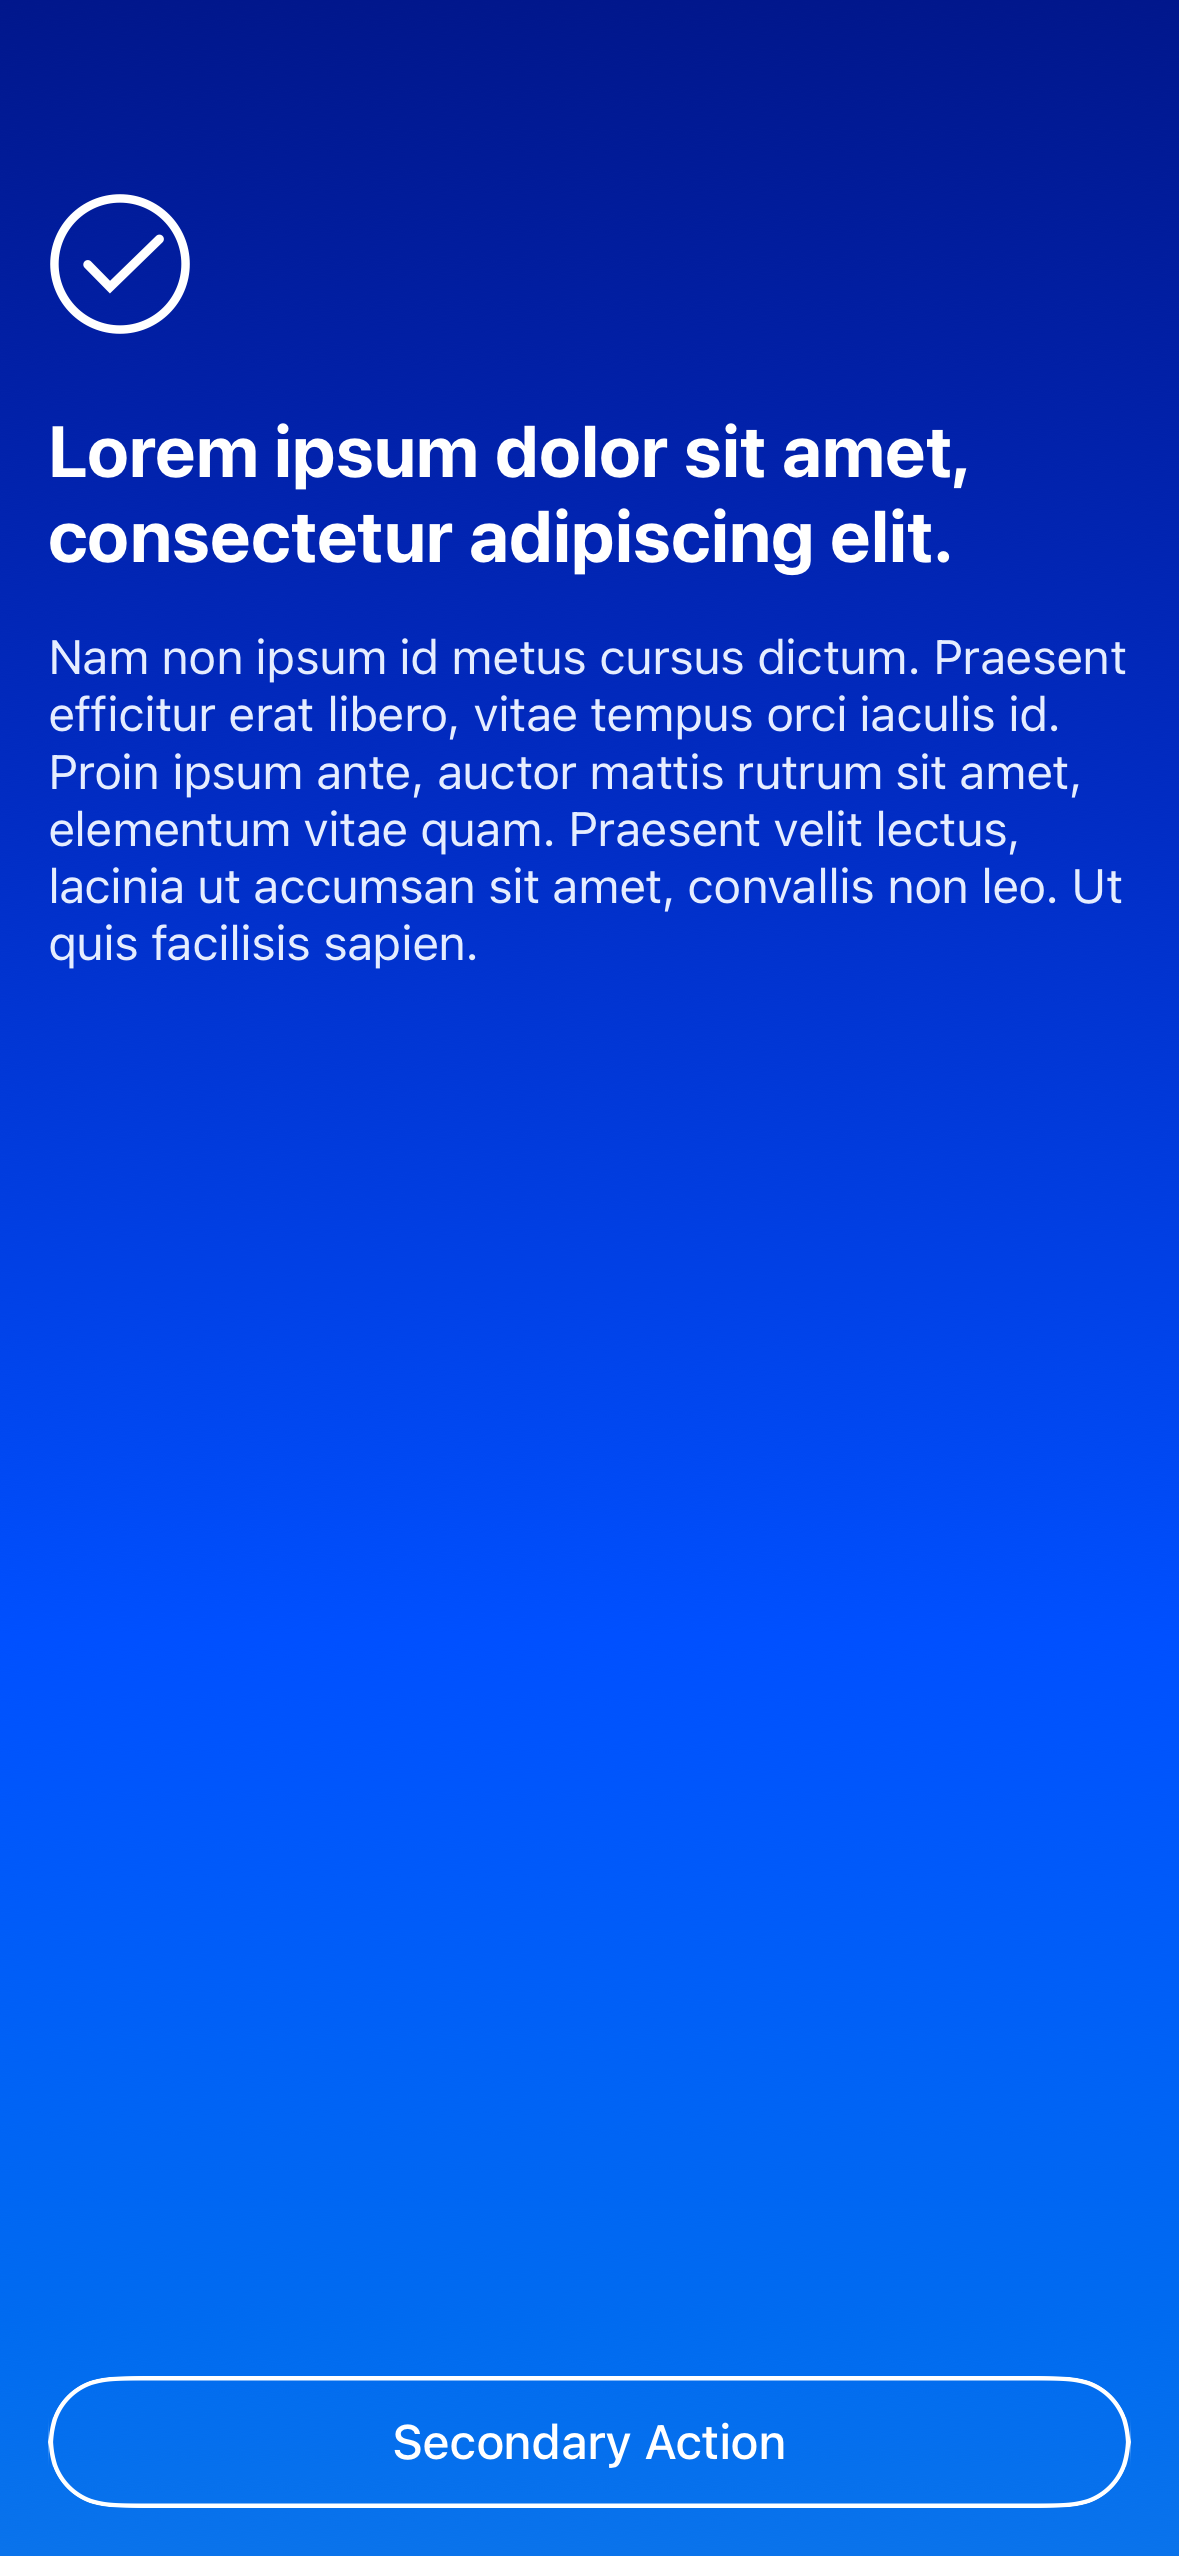 Lorem ipsum dolor sit amet,
consectetur adipiscing elit.
Nam non ipsum id metus cursus dictum. Praesent
efficitur erat libero, vitae tempus orci iaculis id.
Proin ipsum ante, auctor mattis rutrum sit amet,
elementum vitae quam. Praesent velit lectus,
lacinia ut accumsan sit amet, convallis non leo. Ut
quis facilisis sapien.
Secondary Action